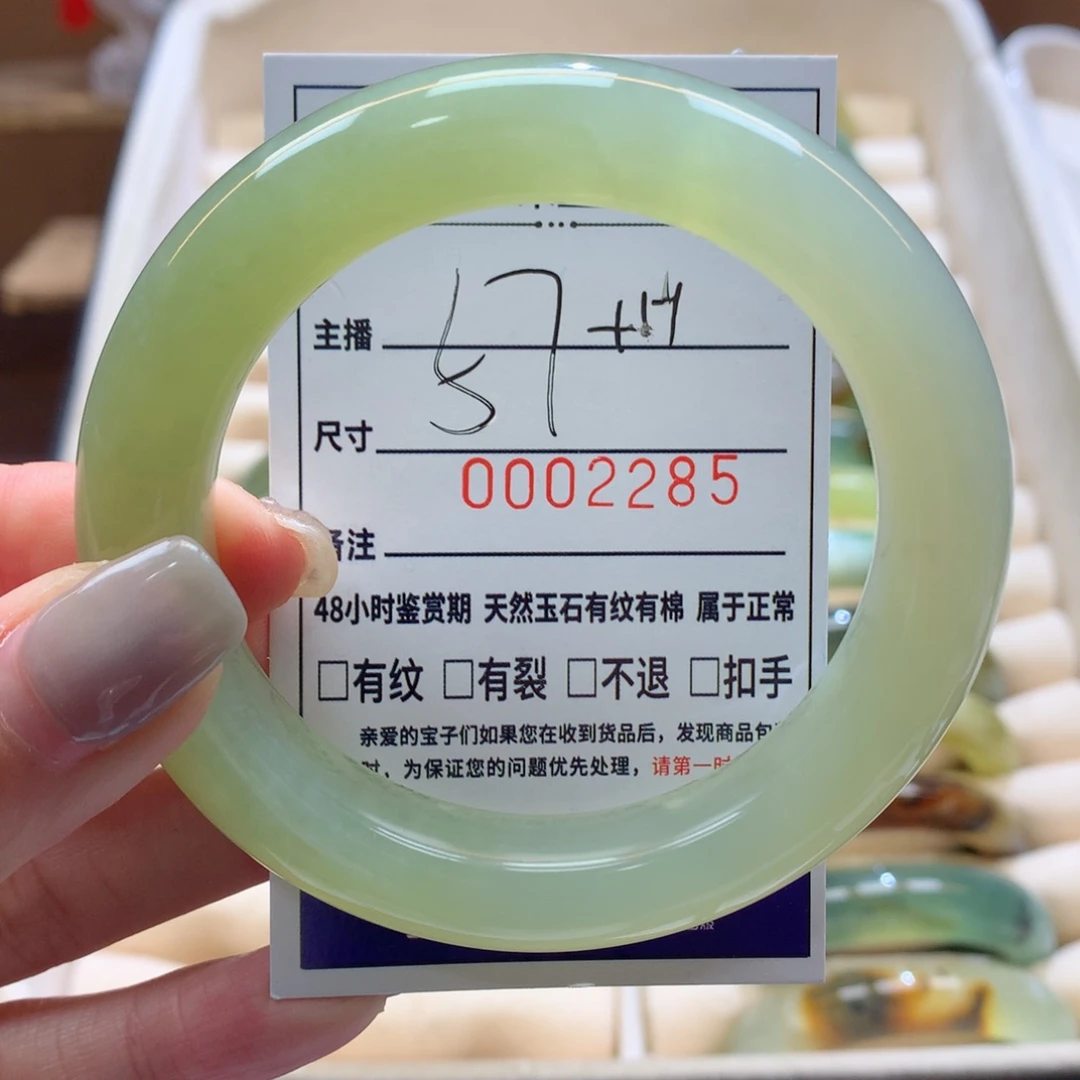 主播
57
尺寸
0002285
备注
48小时鉴赏期 天然玉石有纹有棉 属于正常
□有纹 □有裂 □不退 □扣手
亲爱的宝子们如果您在收到货品后，发现商品包
时，为保证您的问题优先处理，请第一时